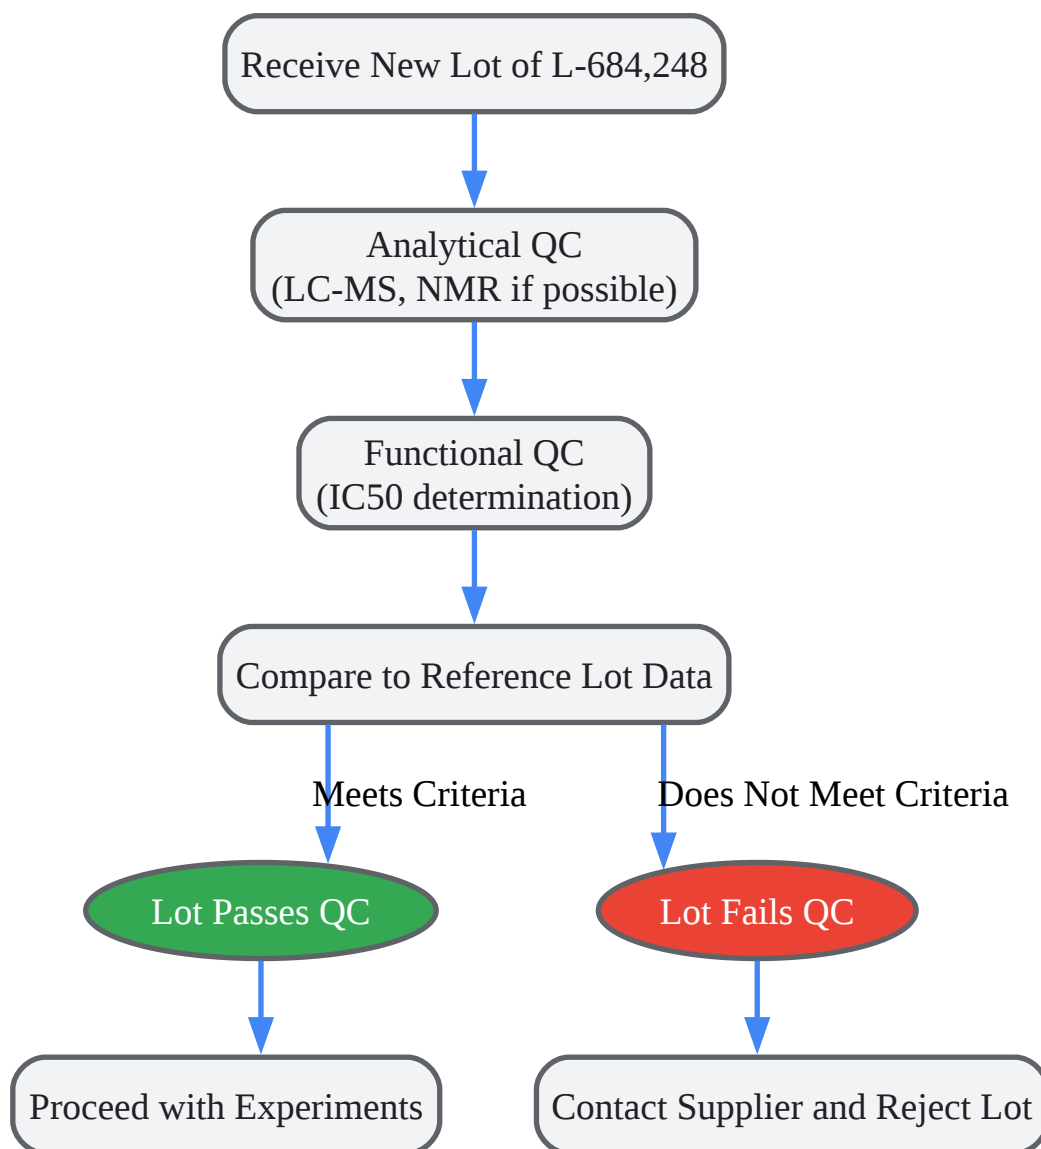 Receive New Lot of L-684,248
Analytical QC
(LC-MS, NMR if possible)
Functional QC
(IC50 determination)
Compare to Reference Lot Data
Meets Criteria
Does Not Meet Criteria
Lot Passes QC
Lot Fails QC
Proceed with Experiments
Contact Supplier and Reject Lot